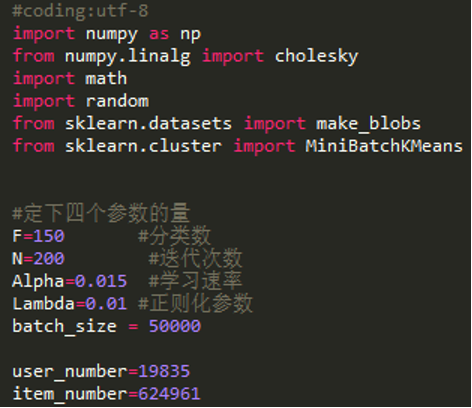 #coding:utf-8
import numpy as np
from numpy.linalg import cholesky
import math
import random
from sklearn.datasets import make_blobs
from sklearn.cluster import MiniBatchKMeans
#定下四个参数的量
F=150 #分类数
N=200 #迭代次数
Alpha=0.015 #学习速率
Lambda=0.01 #正则化参数
batch_size = 50000
user_number=19835
item_number=624961